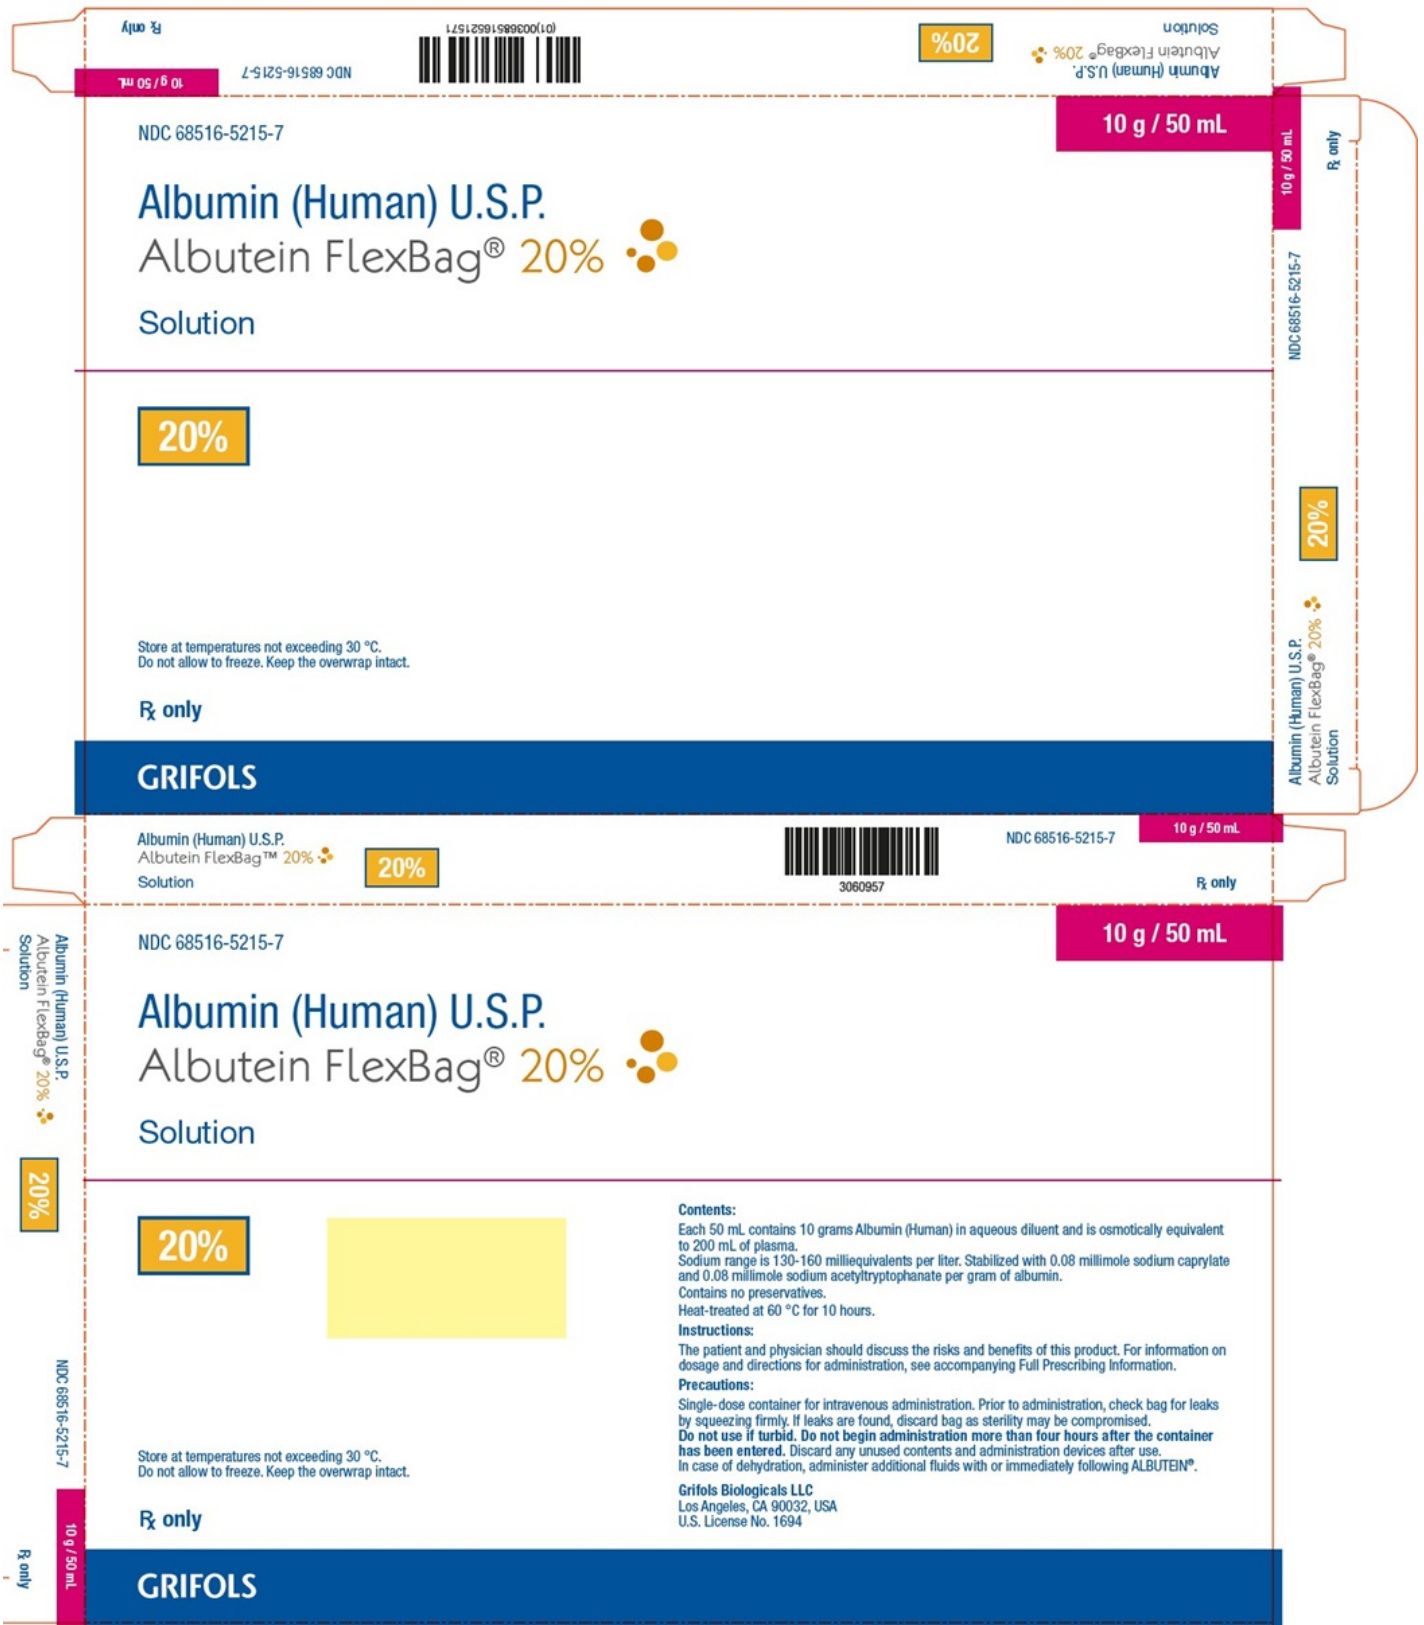 Rx only
10 g / 50 mL
NDC 68516-5215-7
(01)00368516521571
20%
Albumin (Human) U.S.P.
Albutein FlexBag® 20%
Solution
NDC 68516-5215-7
10 g / 50 mL
Albumin (Human) U.S.P.
Albutein FlexBag® 20%
Solution
20%
Store at temperatures not exceeding 30 °C.
Do not allow to freeze. Keep the overwrap intact.
Rx only
GRIFOLS
10 g / 50 mL
Rx only
NDC 68516-5215-7
20%
Albumin (Human) U.S.P.
Albutein FlexBag® 20%
Solution
Albumin (Human) U.S.P.
Albutein FlexBag™ 20%
Solution
20%
3060957
NDC 68516-5215-7
10 g / 50 mL
Rx only
Albumin (Human) U.S.P.
Albutein FlexBag® 20%
Solution
20%
NDC 68516-5215-7
10 g / 50 mL
Rx only
NDC 68516-5215-7
10 g / 50 mL
Albumin (Human) U.S.P.
Albutein FlexBag® 20%
Solution
20%
Store at temperatures not exceeding 30 °C.
Do not allow to freeze. Keep the overwrap intact.
Rx only
Contents:
Each 50 mL contains 10 grams Albumin (Human) in aqueous diluent and is osmotically equivalent
to 200 mL of plasma.
Sodium range is 130-160 milliequivalents per liter. Stabilized with 0.08 millimole sodium caprylate
and 0.08 millimole sodium acetyltryptophanate per gram of albumin.
Contains no preservatives.
Heat-treated at 60 °C for 10 hours.
Instructions:
The patient and physician should discuss the risks and benefits of this product. For information on
dosage and directions for administration, see accompanying Full Prescribing Information.
Precautions:
Single-dose container for intravenous administration. Prior to administration, check bag for leaks
by squeezing firmly. If leaks are found, discard bag as sterility may be compromised.
Do not use if turbid. Do not begin administration more than four hours after the container
has been entered. Discard any unused contents and administration devices after use.
In case of dehydration, administer additional fluids with or immediately following ALBUTEIN®.
Grifols Biologicals LLC
Los Angeles, CA 90032, USA
U.S. License No. 1694
GRIFOLS